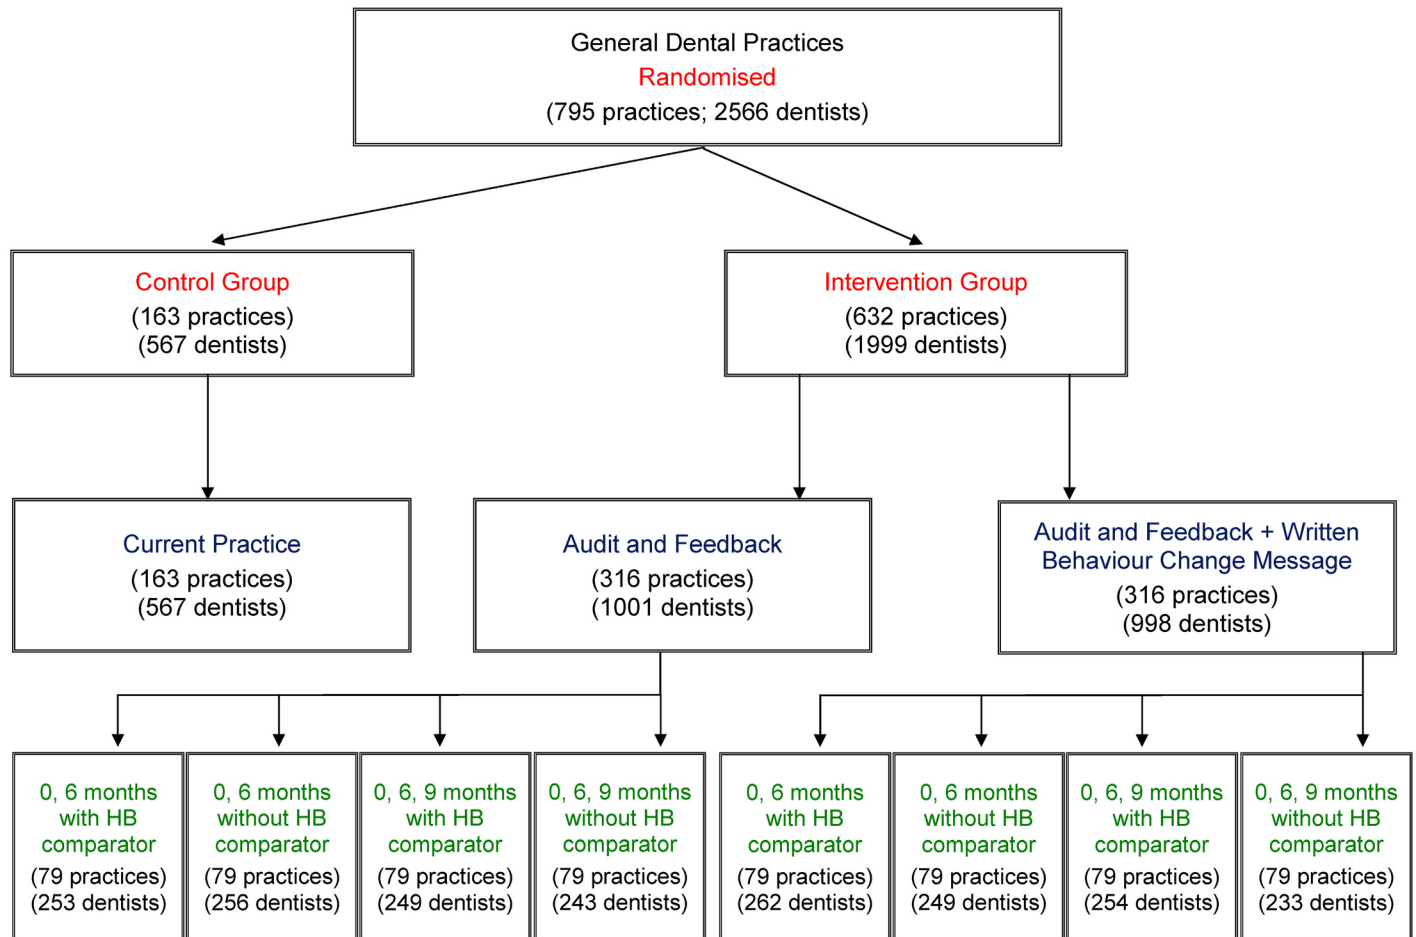 General Dental Practices
Randomised
(795 practices; 2566 dentists)
Control Group
(163 practices)
(567 dentists)
Intervention Group
(632 practices)
(1999 dentists)
Current Practice
(163 practices)
(567 dentists)
Audit and Feedback
(316 practices)
(1001 dentists)
Audit and Feedback + Written
Behaviour Change Message
(316 practices)
(998 dentists)
0, 6 months
with HB
comparator
(79 practices)
(253 dentists)
0, 6 months
without HB
comparator
(79 practices)
(256 dentists)
0, 6, 9 months
with HB
comparator
(79 practices)
(249 dentists)
0, 6, 9 months
without HB
comparator
(79 practices)
(243 dentists)
0, 6 months
with HB
comparator
(79 practices)
(262 dentists)
0, 6 months
without HB
comparator
(79 practices)
(249 dentists)
0, 6, 9 months
with HB
comparator
(79 practices)
(254 dentists)
0, 6, 9 months
without HB
comparator
(79 practices)
(233 dentists)